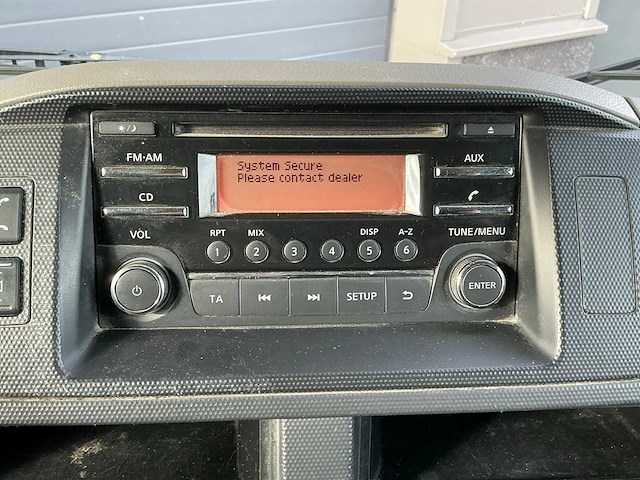 FM·AM
CD
System Secure
Please contact dealer
AUX
VOL
RPT MIX DISP A-Z
1 2 3 4 5 6
TUNE/MENU
TA SETUP
ENTER